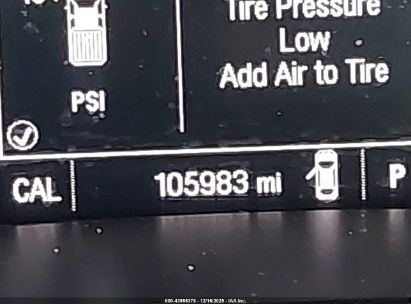 Tire Pressure
Low
Add Air to Tire
PSI
CAL
105983 mi
P